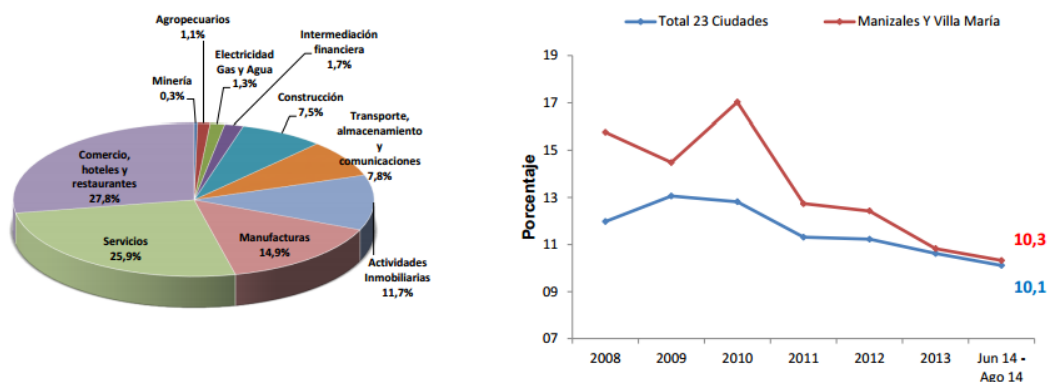 Agropecuarios
1,1%
Intermediación
financiera
1,7%
Electricidad
Gas y Agua
1,3%
Minería
0,3%
Construcción
7,5%
Transporte,
almacenamiento
y
comunicaciones
7,8%
Comercio,
hoteles y
restaurantes
27,8%
Servicios
25,9%
Manufacturas
14,9%
Actividades
Inmobiliarias
11,7%
Total 23 Ciudades
Manizales Y Villa María
Porcentaje
19
17
15
13
11
09
07
10,3
10,1
2008
2009
2010
2011
2012
2013
Jun 14 -
Ago 14